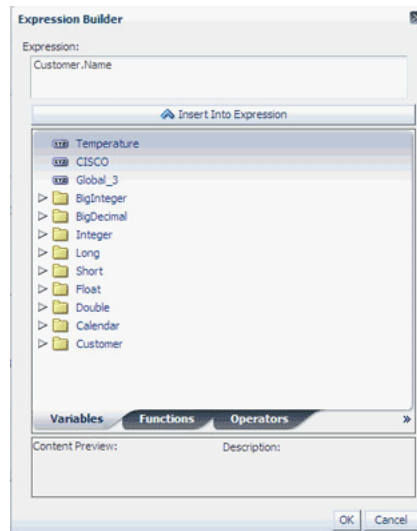 Expression Builder
Expression:
Customer.Name
Insert Into Expression
Temperature
CISCO
Global_3
BigInteger
BigDecimal
Integer
Long
Short
Float
Double
Calendar
Customer
Variables Functions Operators »
Content Preview: Description:
OK Cancel